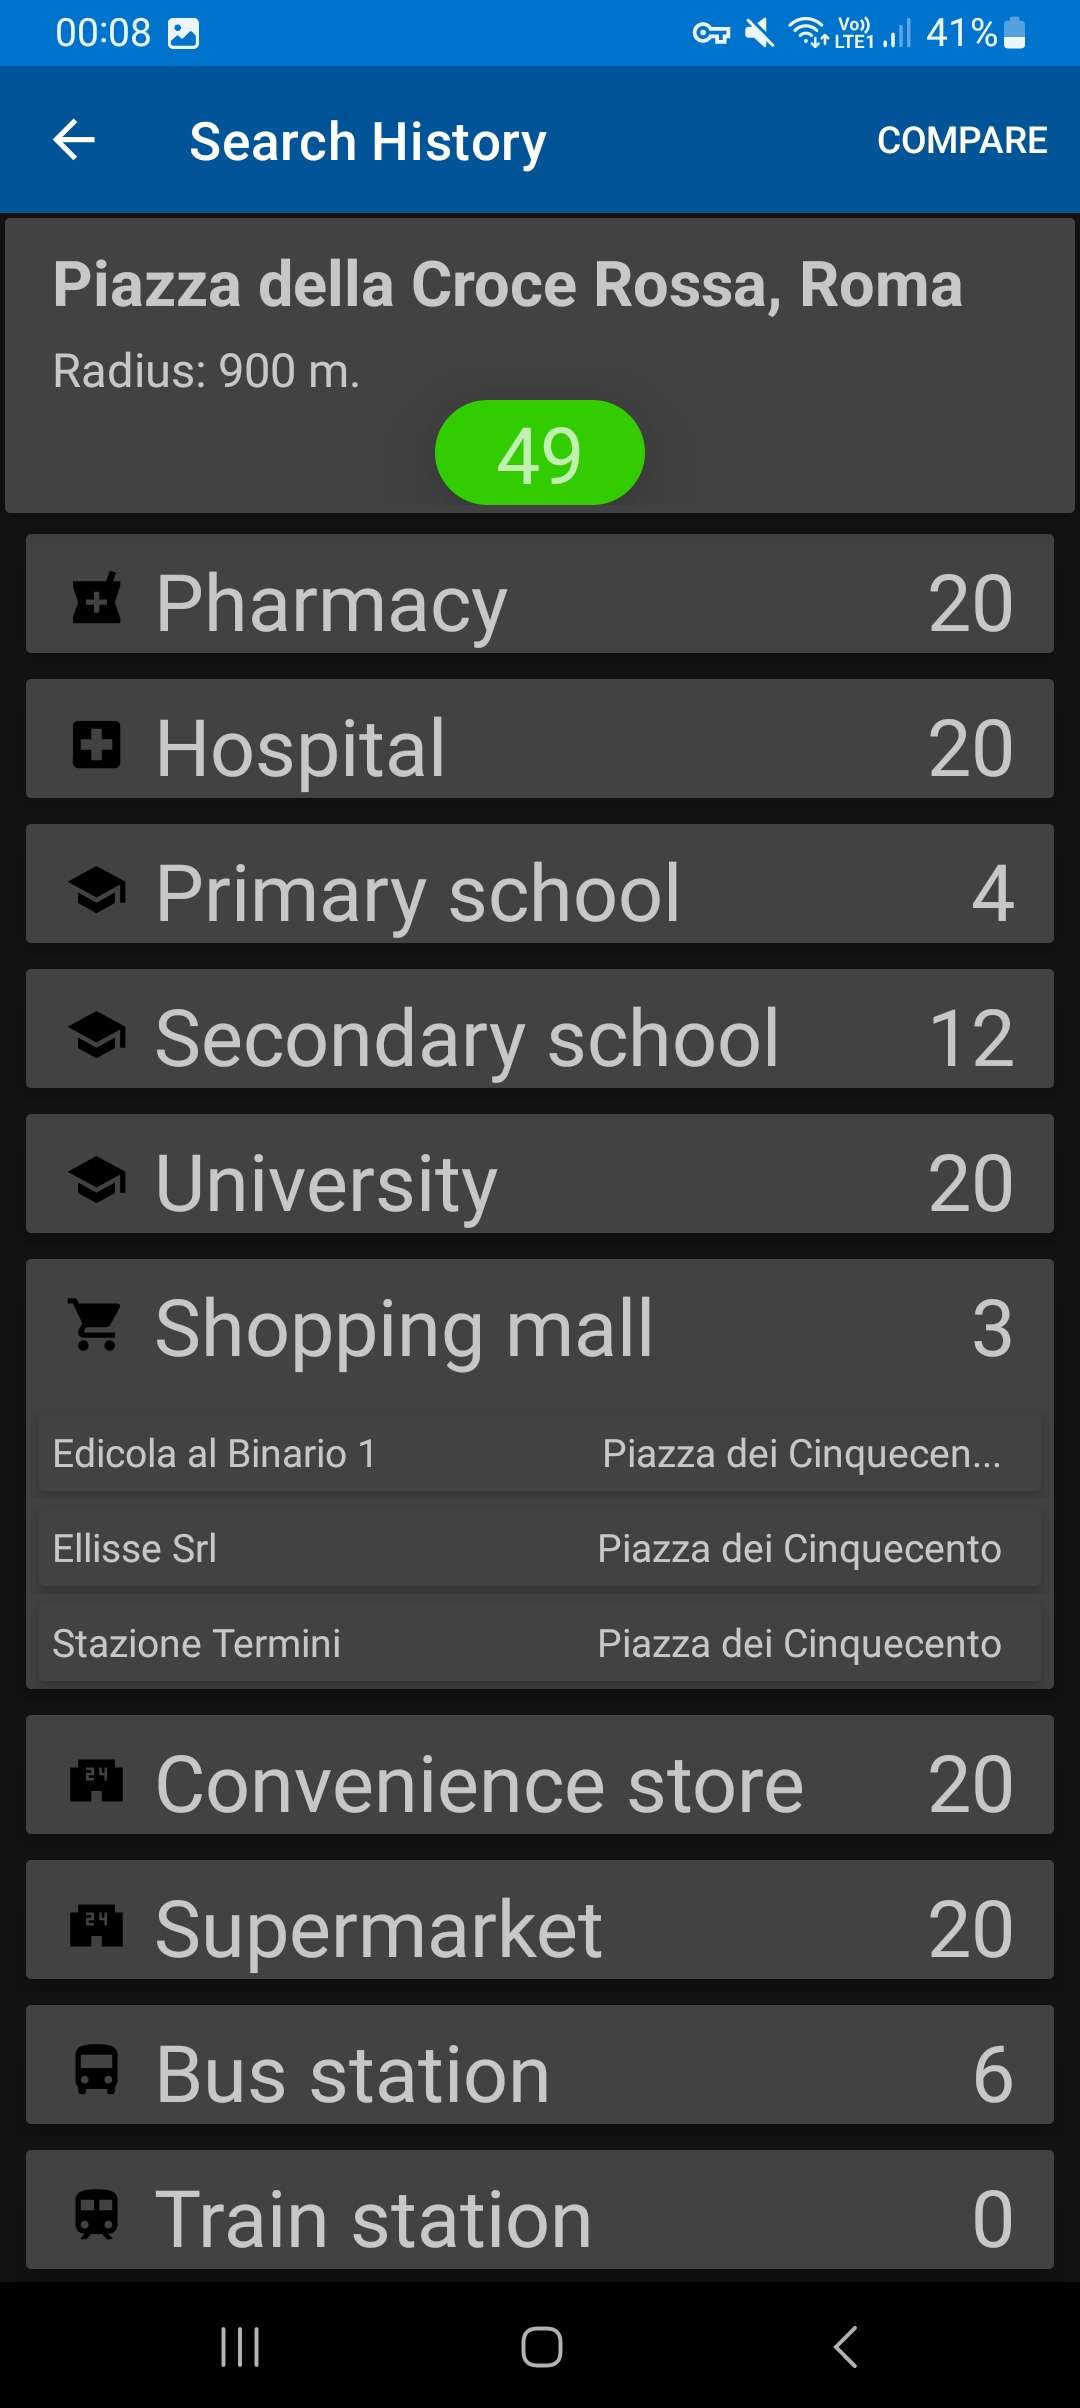 00:08 Vo)) LTE1 41%
Search History COMPARE
Piazza della Croce Rossa, Roma
Radius: 900 m.
49
Pharmacy 20
Hospital 20
Primary school 4
Secondary school 12
University 20
Shopping mall 3
Edicola al Binario 1 Piazza dei Cinquecen...
Ellisse Srl Piazza dei Cinquecento
Stazione Termini Piazza dei Cinquecento
24 Convenience store 20
24 Supermarket 20
Bus station 6
Train station 0